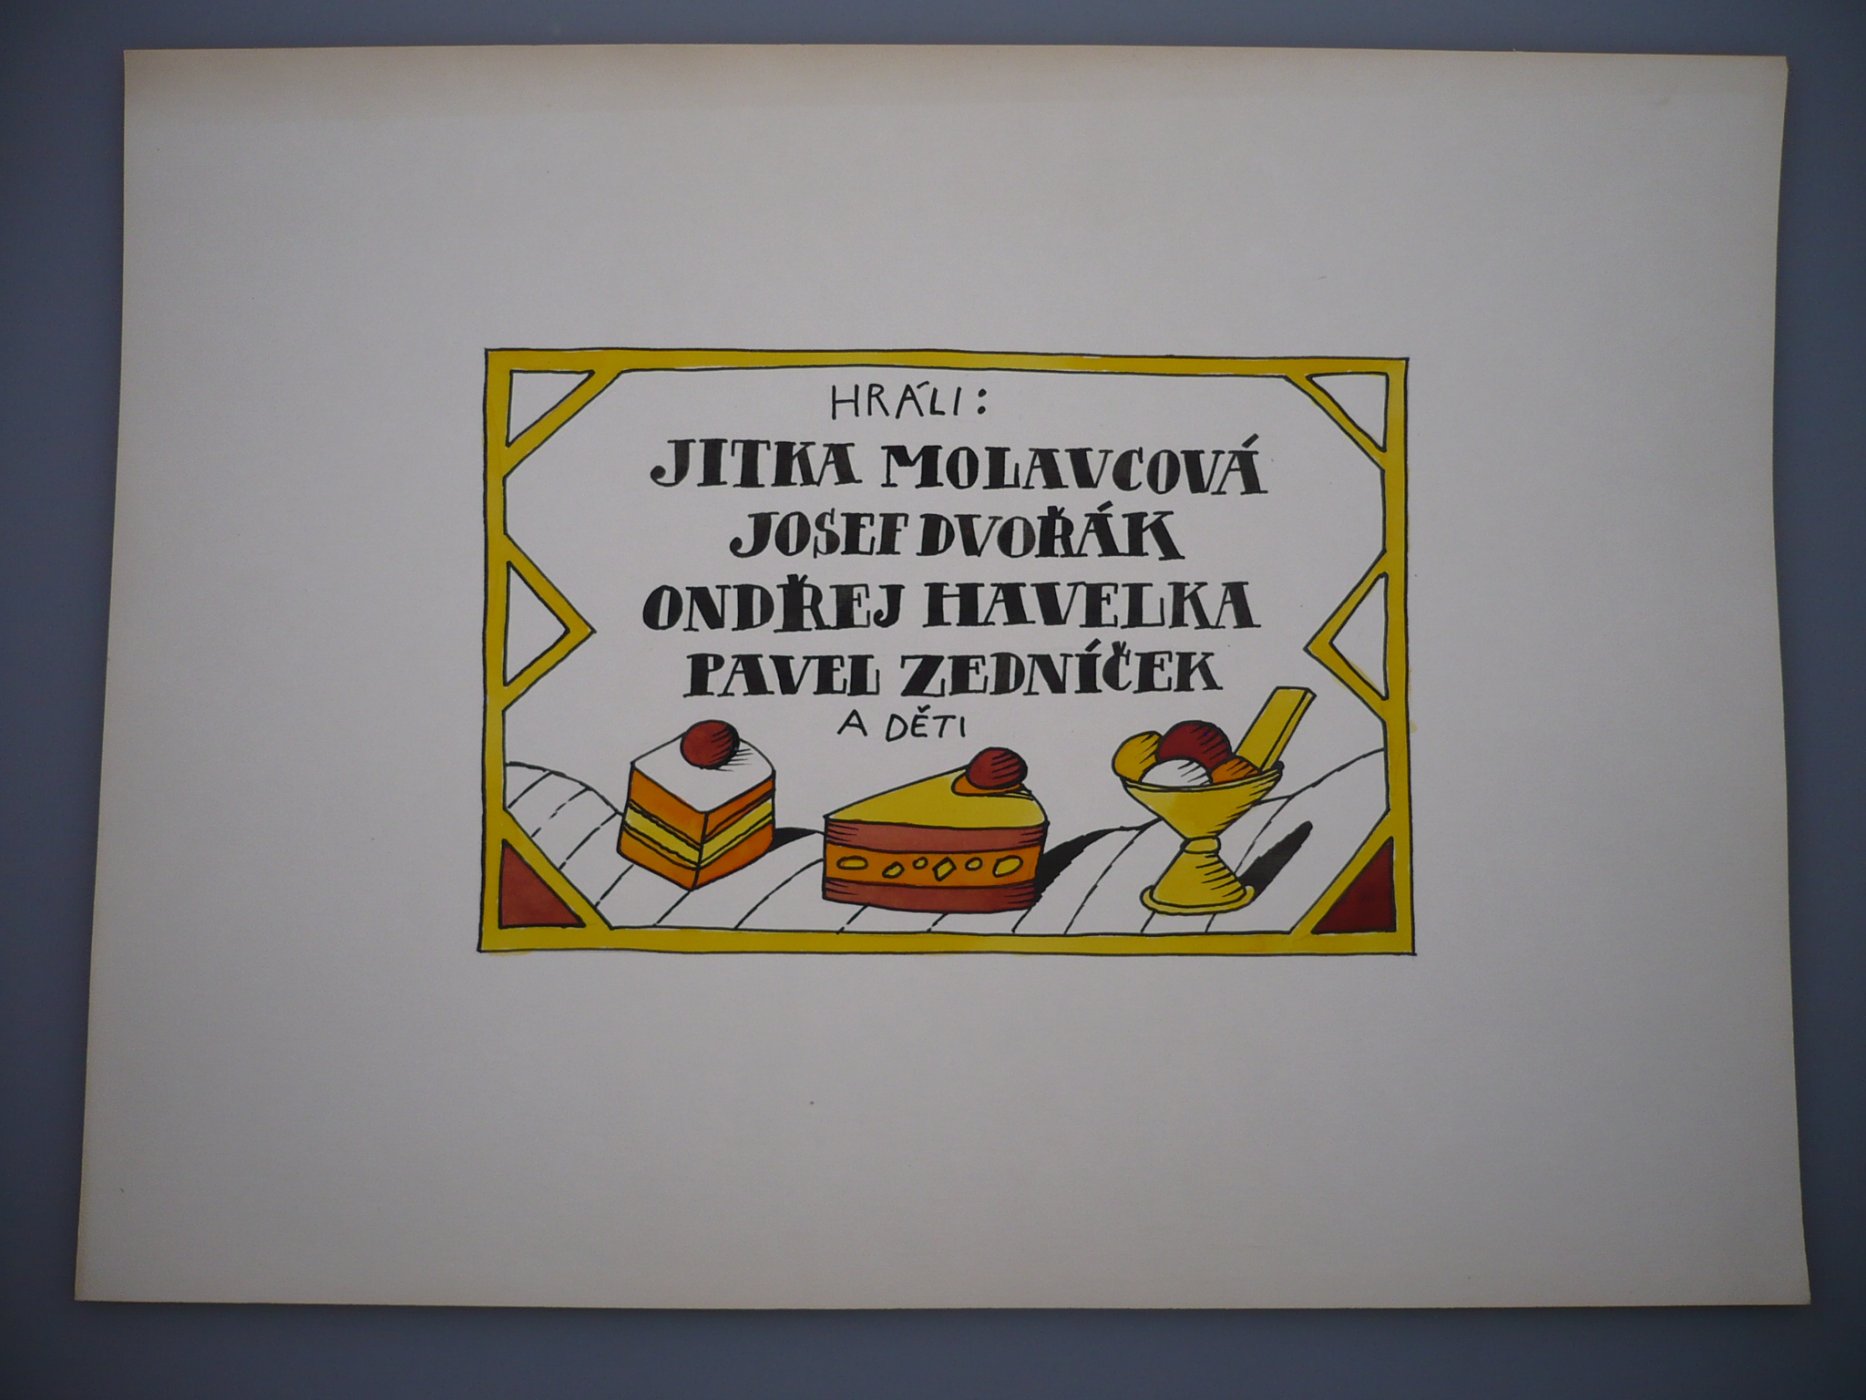 HRÁLI:
JITKA MOLAVCOVÁ
JOSEF DVOŘÁK
ONDŘEJ HAVELKA
PAVEL ZEDNÍČEK
A DĚTI